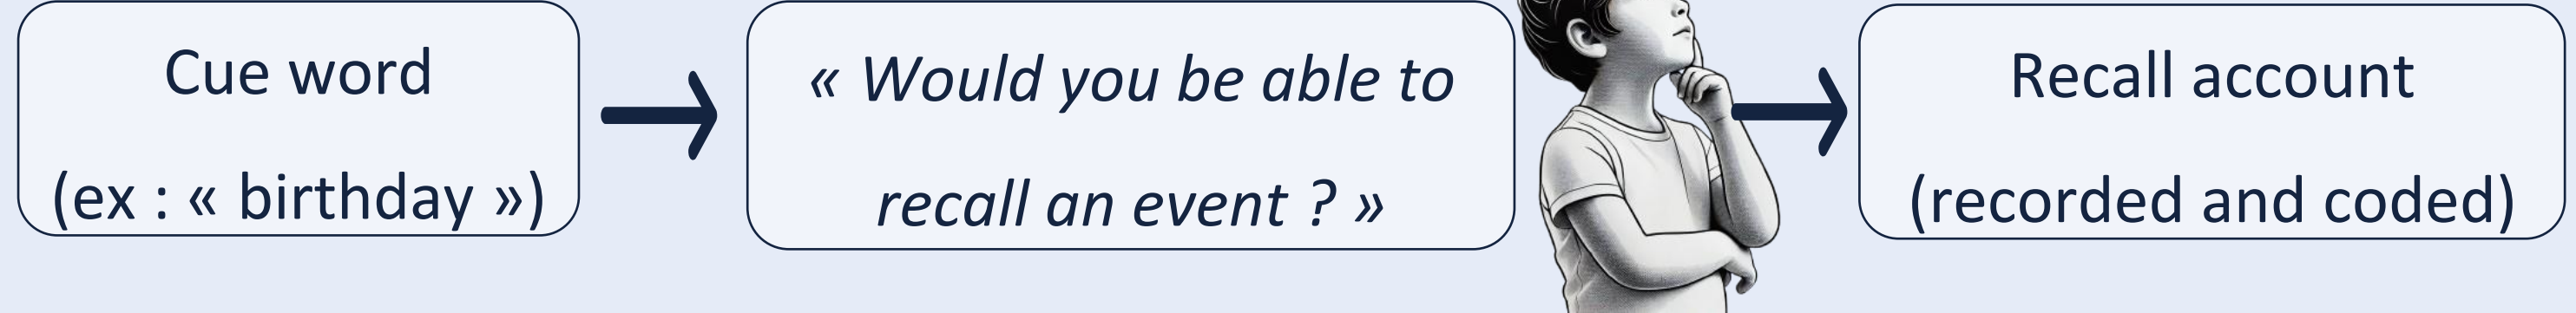 Cue word
(ex : « birthday »)
« Would you be able to
recall an event ? »
Recall account
(recorded and coded)